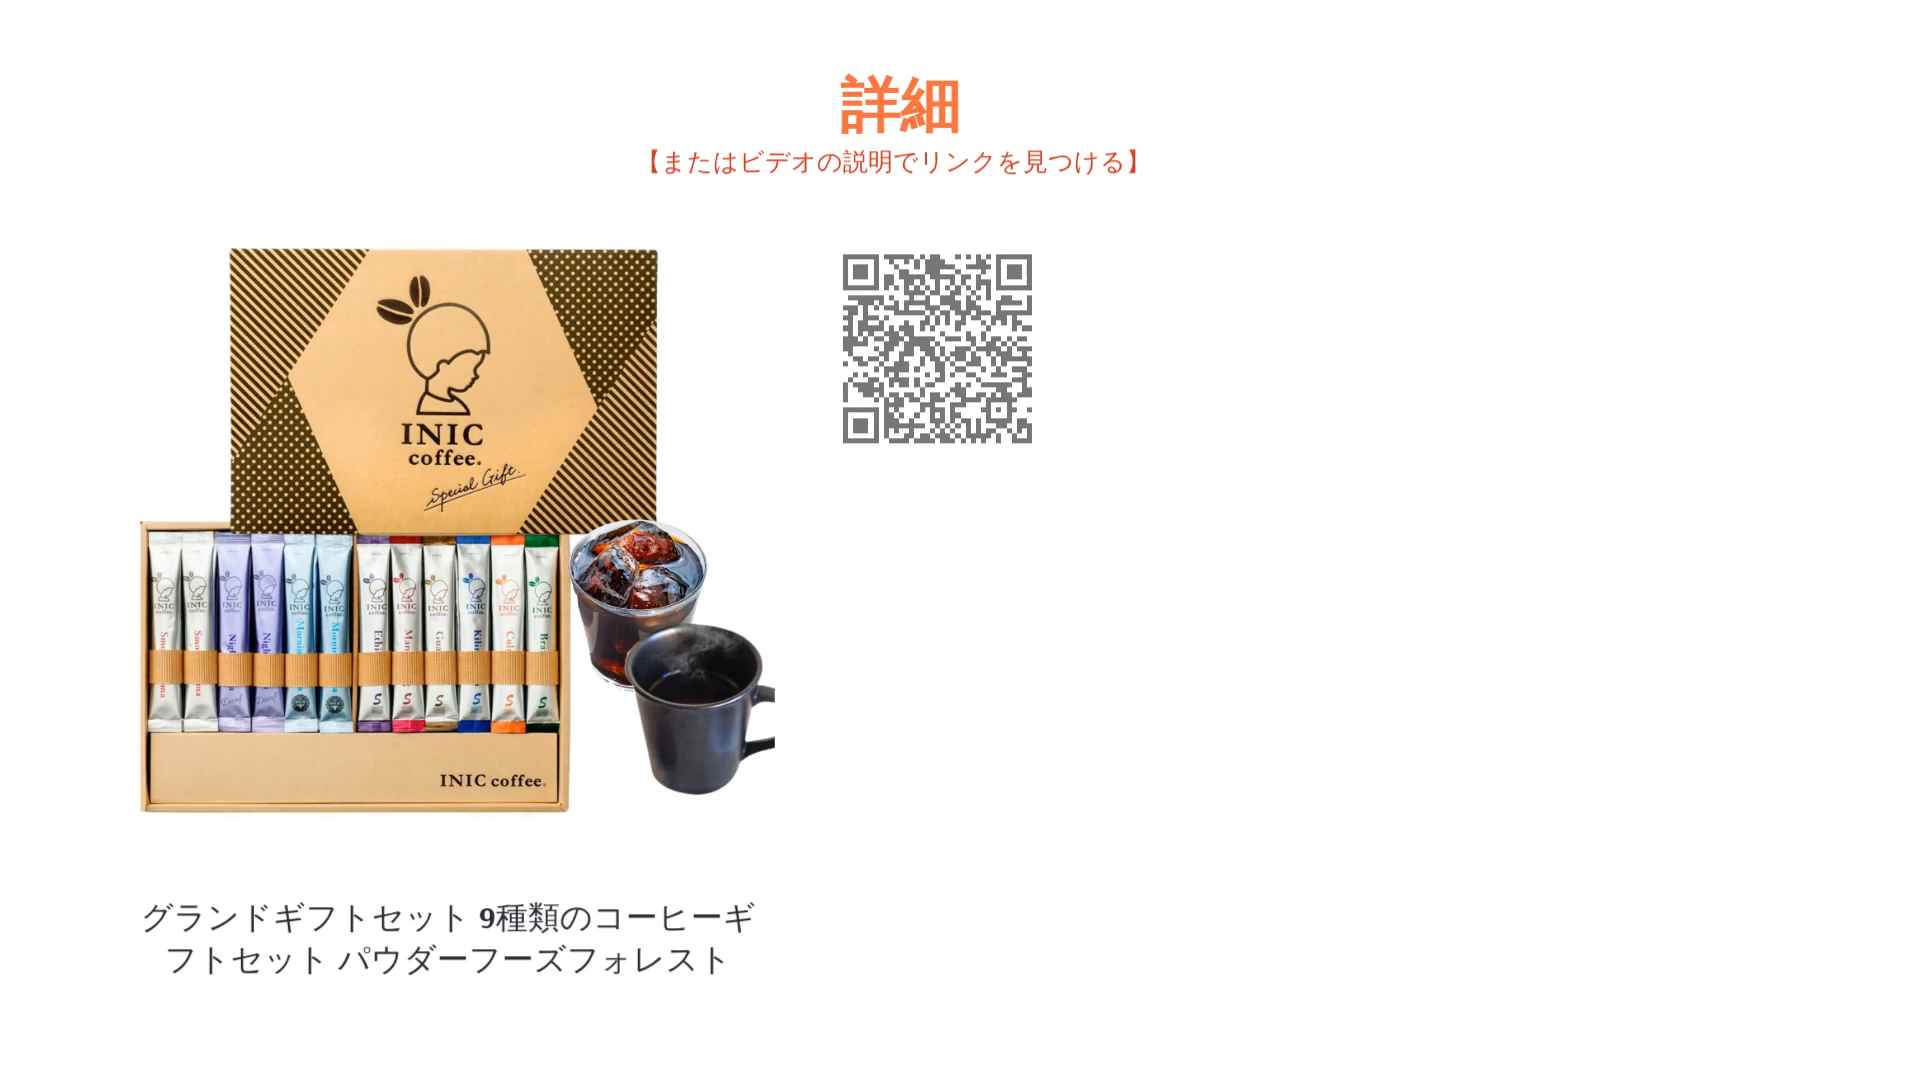 詳細
【またはビデオの説明でリンクを見つける】
INIC
coffee.
Special Gift.
INIC coffee.
グランドギフトセット 9種類のコーヒーギ
フトセット パウダーフーズフォレスト